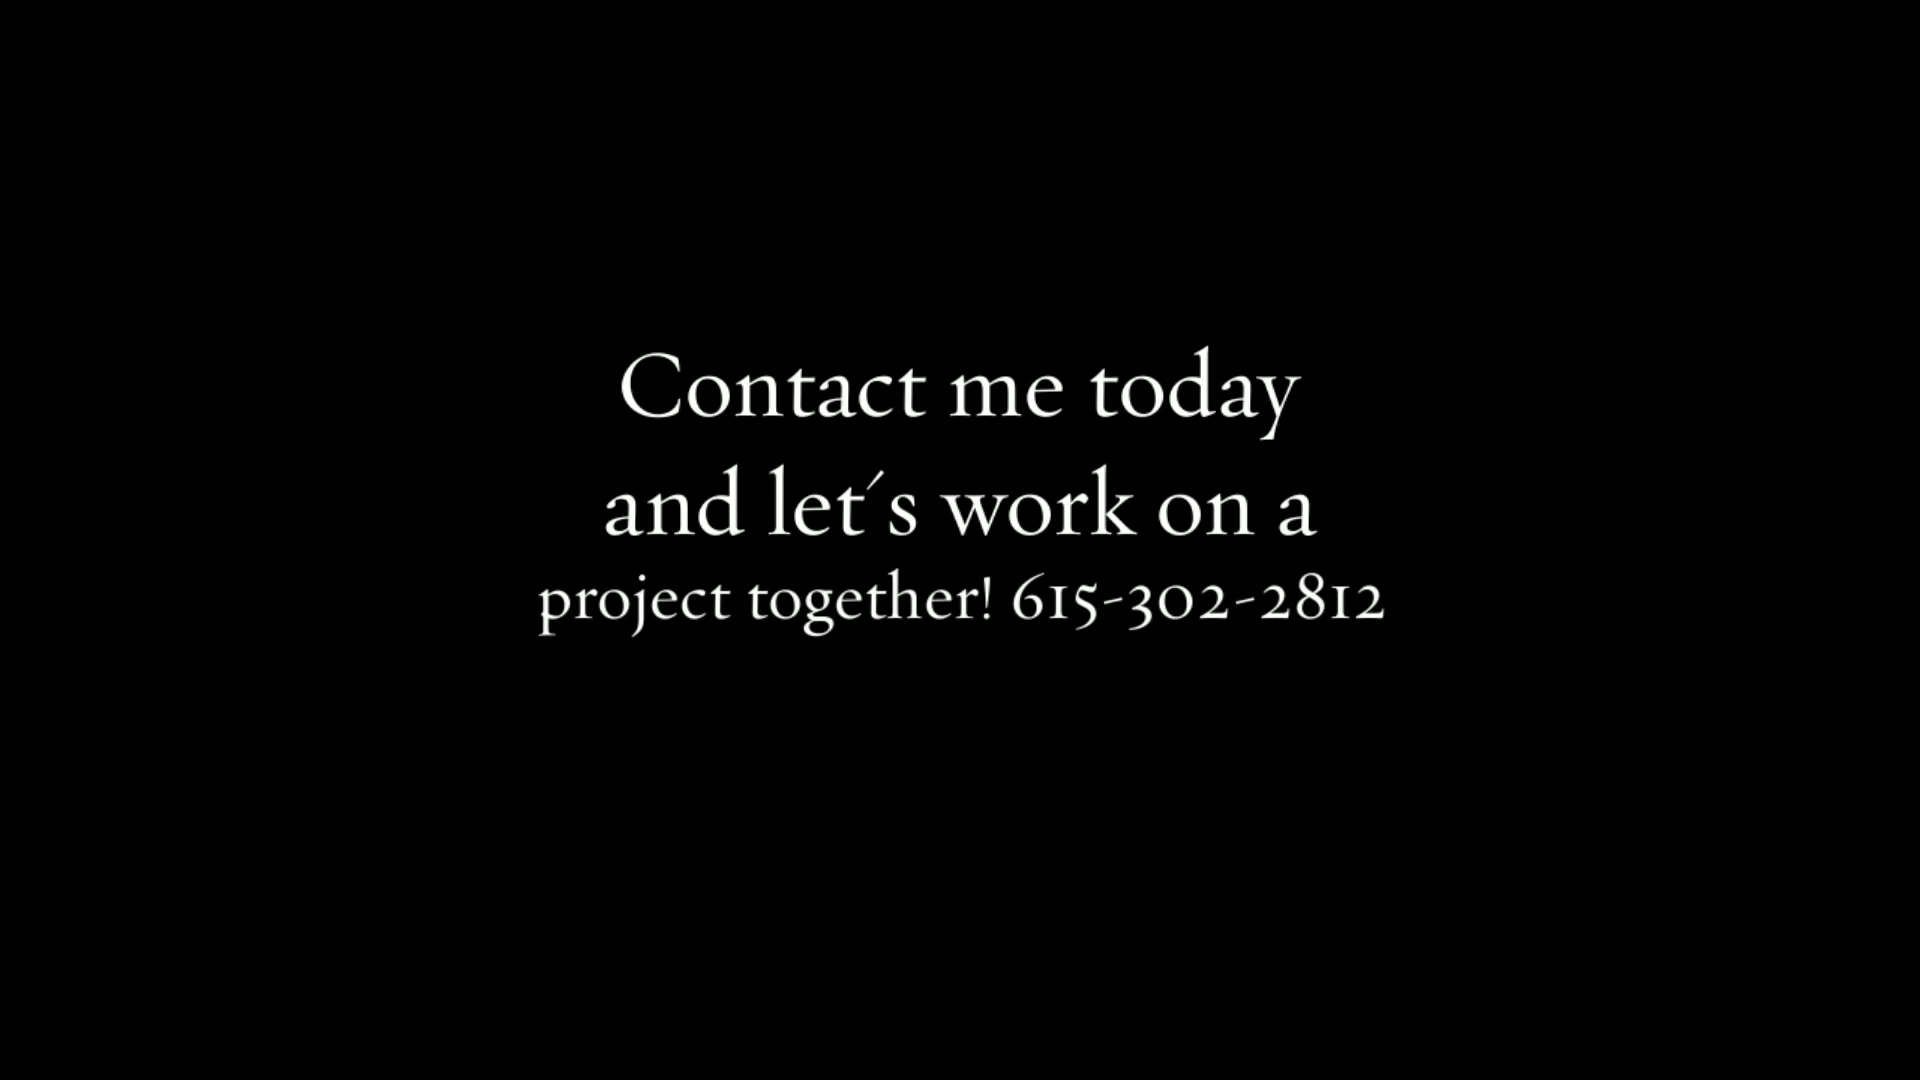 Contact me today
and let´s work on a
project together! 615-302-2812